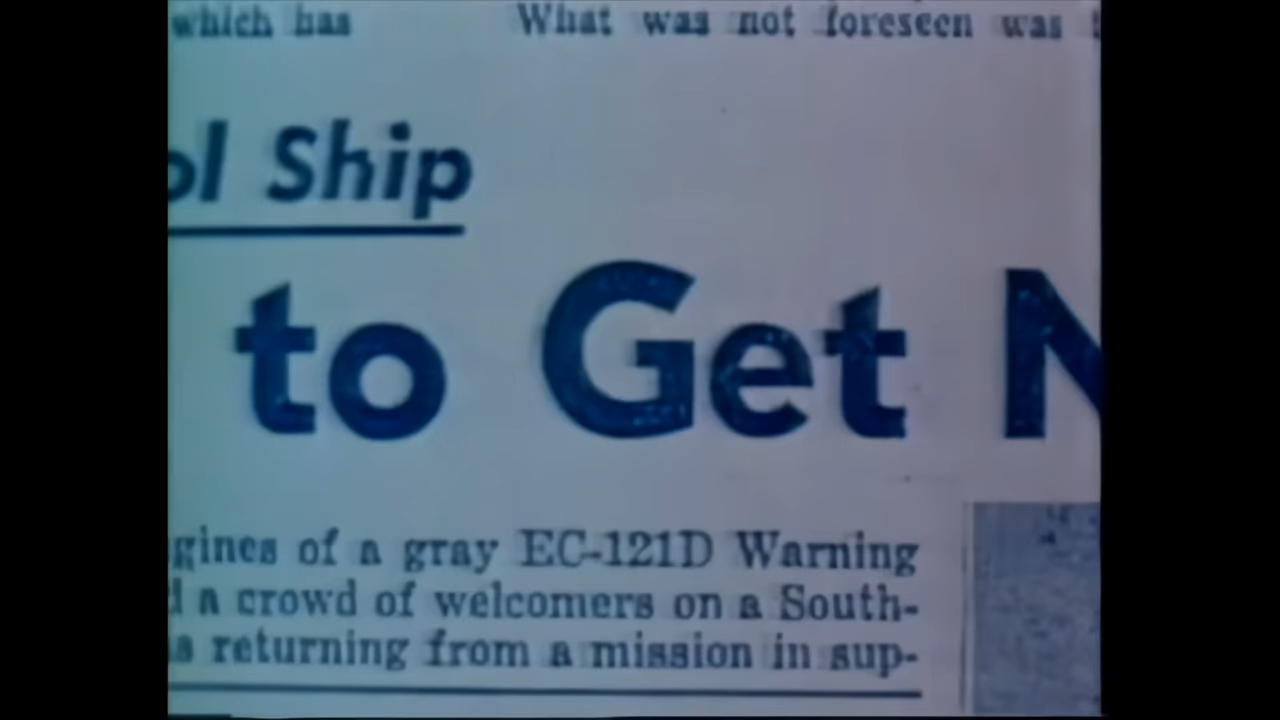 which has What was not foreseen was
ol Ship
to Get N
gines of a gray EC-121D Warning
d a crowd of welcomers on a South-
s returning from a mission in sup-